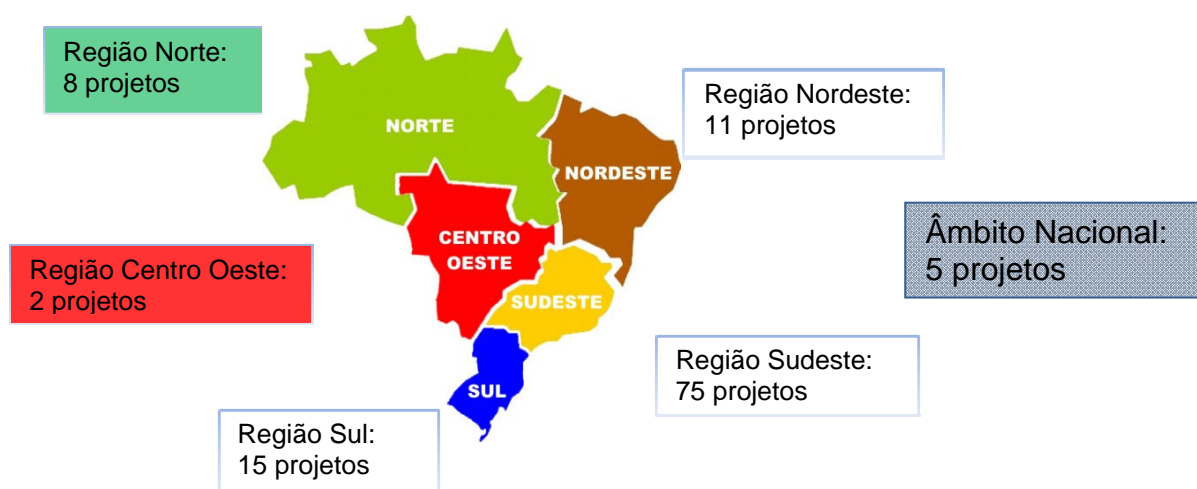 Região Norte:
8 projetos
Região Nordeste:
11 projetos
NORTE
NORDESTE
CENTRO
OESTE
SUDESTE
SUL
Âmbito Nacional:
5 projetos
Região Centro Oeste:
2 projetos
Região Sudeste:
75 projetos
Região Sul:
15 projetos